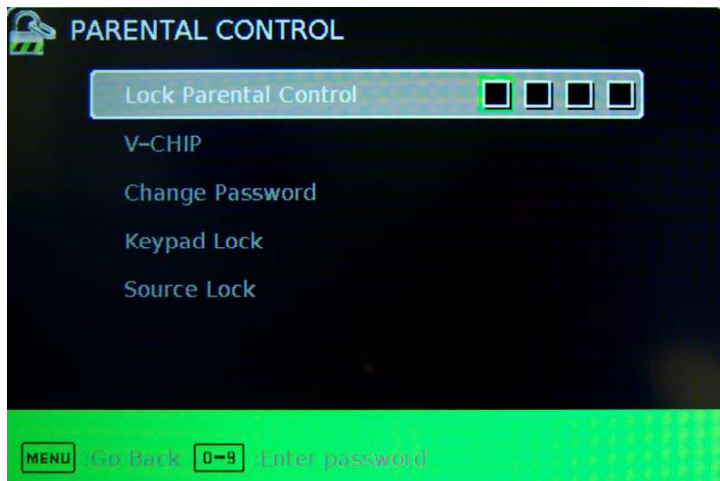 PARENTAL CONTROL
Lock Parental Control
V-CHIP
Change Password
Keypad Lock
Source Lock
MENU :Go Back 0-9 :Enter password